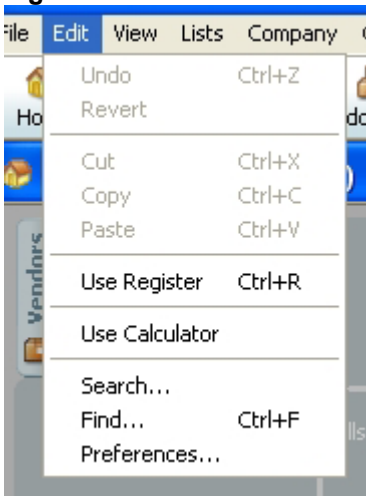 File Edit View Lists Company
Undo Ctrl+Z
Revert
Cut Ctrl+X
Copy Ctrl+C
Paste Ctrl+V
Vendors
Use Register Ctrl+R
Use Calculator
Search...
Find... Ctrl+F
Preferences...